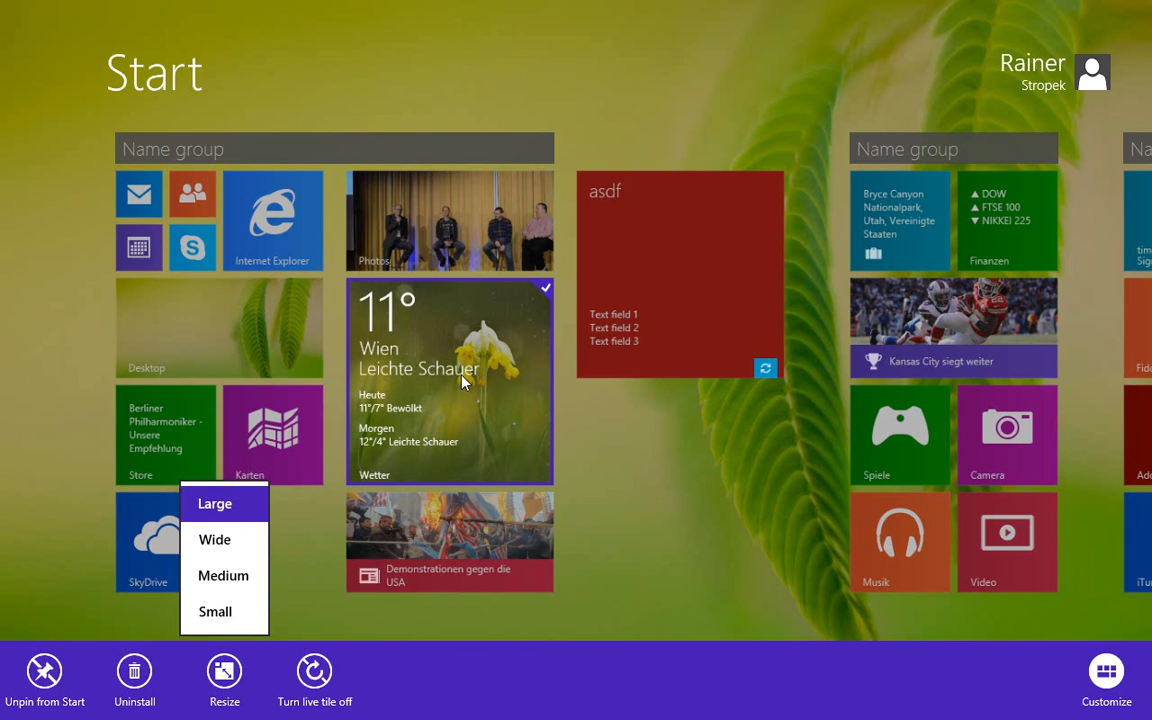 Start
Rainer
Stropek
Name group
Internet Explorer
Desktop
Berliner
Philharmoniker -
Unsere
Empfehlung
Store
Karten
SkyDrive
Photos
11°
Wien
Leichte Schauer
Heute
11°/7° Bewölkt
Morgen
12°/4° Leichte Schauer
Wetter
Demonstrationen gegen die
USA
asdf
Text field 1
Text field 2
Text field 3
Name group
Bryce Canyon
Nationalpark,
Utah, Vereinigte
Staaten
▲ DOW
▲ FTSE 100
▼ NIKKEI 225
Finanzen
Kansas City siegt weiter
Spiele
Camera
Musik
Video
Large
Wide
Medium
Small
Unpin from Start
Uninstall
Resize
Turn live tile off
Customize